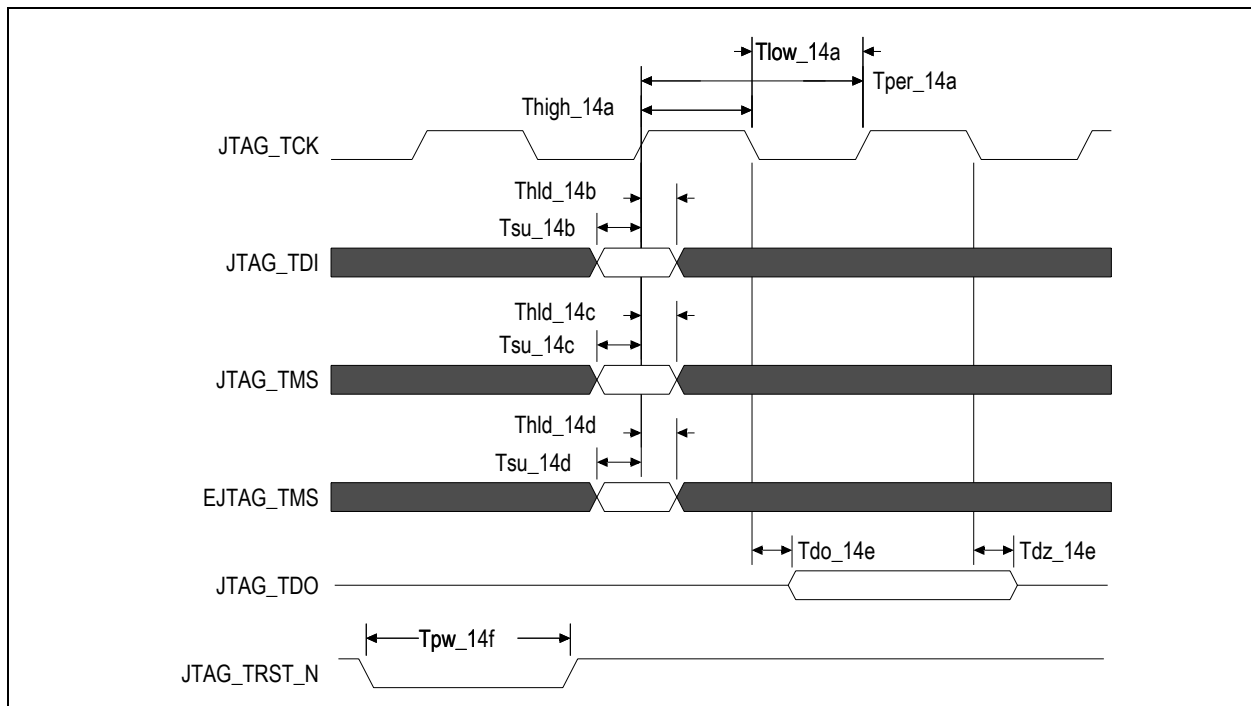 Tlow_14a
Tper_14a
Thigh_14a
JTAG_TCK
Thld_14b
Tsu_14b
JTAG_TDI
Thld_14c
Tsu_14c
JTAG_TMS
Thld_14d
Tsu_14d
EJTAG_TMS
Tdo_14e
Tdz_14e
JTAG_TDO
Tpw_14f
JTAG_TRST_N